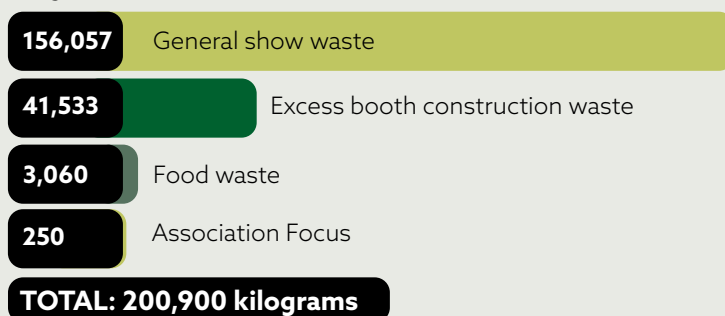 156,057 General show waste
41,533 Excess booth construction waste
3,060 Food waste
250 Association Focus
TOTAL: 200,900 kilograms